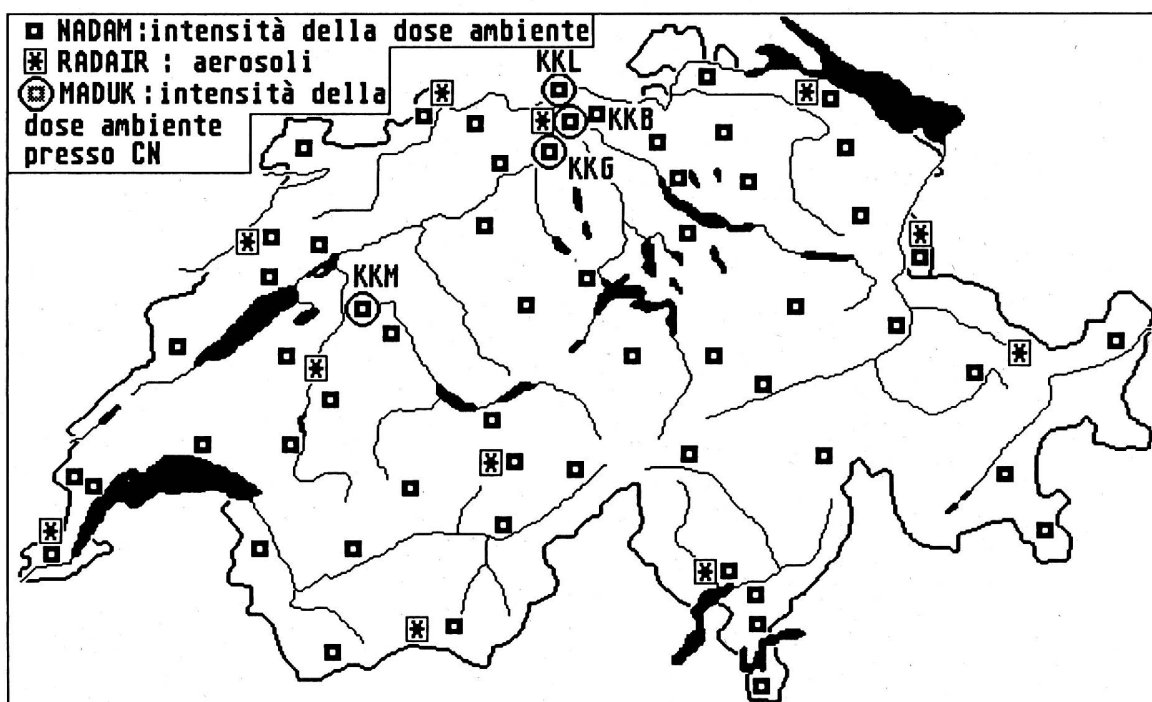 NADAM:intensità della dose ambiente
RADAIR : aerosoli
MADUK:intensità della
dose ambiente
presso CN
KKL
KKB
KKG
KKM